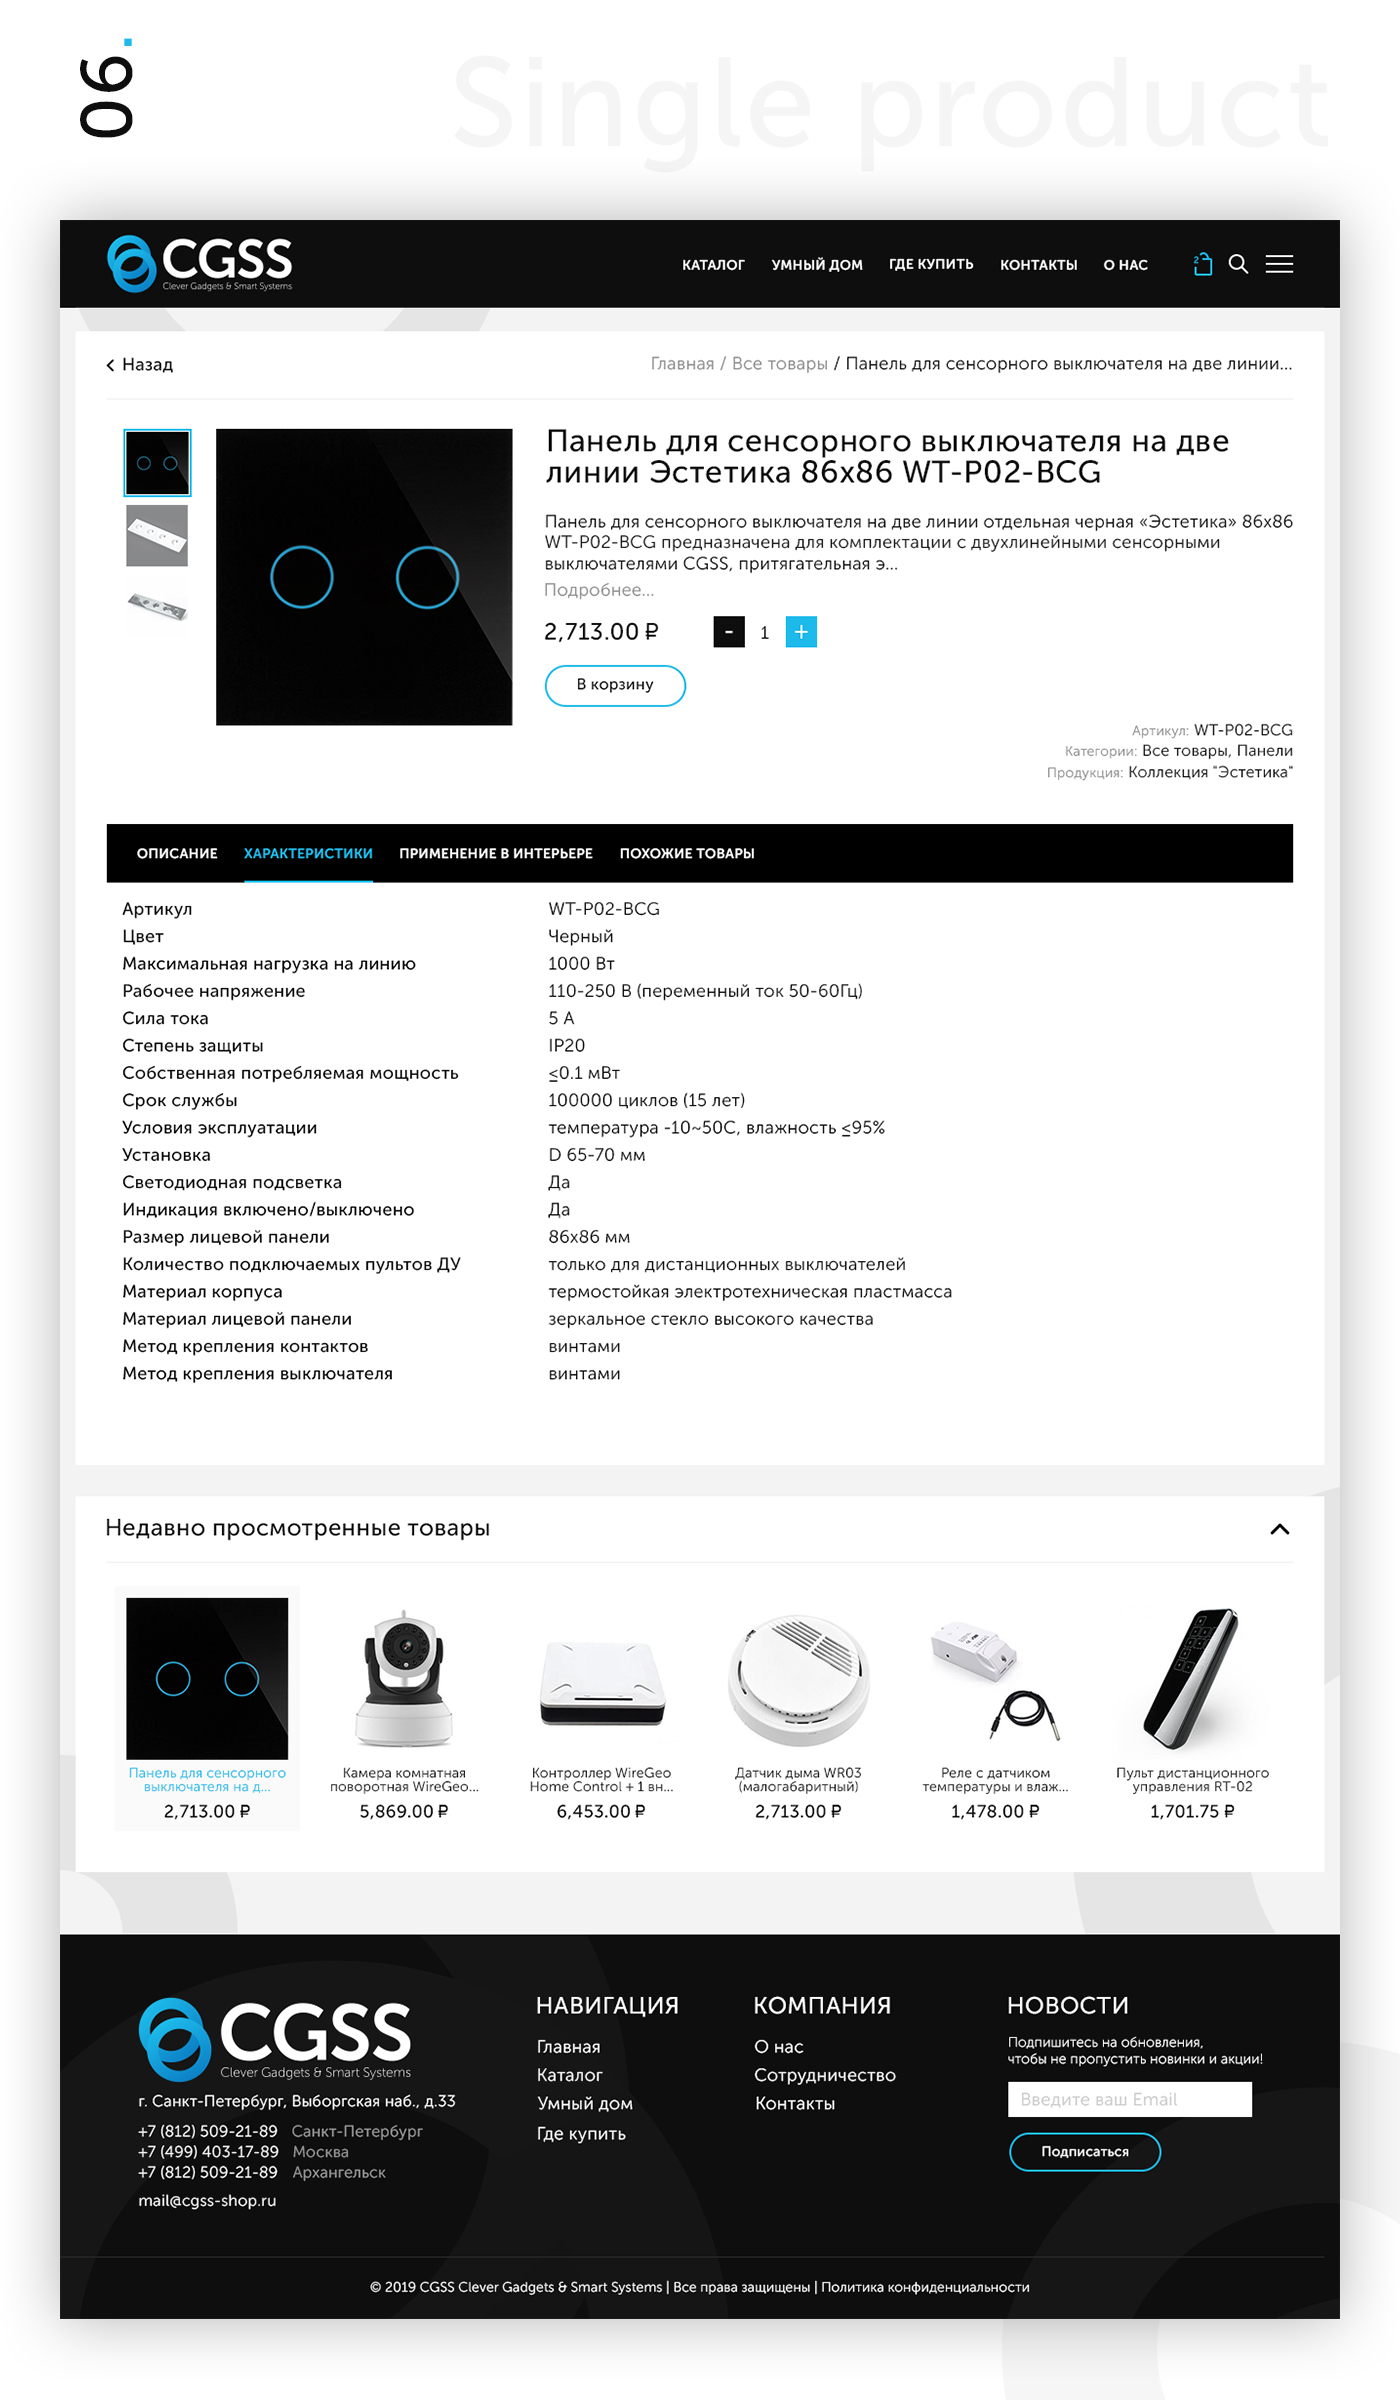 06.
Single product
CGSS
Clever Gadgets & Smart Systems
КАТАЛОГ УМНЫЙ ДОМ ГДЕ КУПИТЬ КОНТАКТЫ О НАС
2
Назад
Главная / Все товары / Панель для сенсорного выключателя на две линии...
Панель для сенсорного выключателя на две
линии Эстетика 86х86 WT-P02-BCG
Панель для сенсорного выключателя на две линии отдельная черная «Эстетика» 86х86
WT-P02-BCG предназначена для комплектации с двухлинейными сенсорными
выключателями CGSS, притягательная э...
Подробнее...
2,713.00 ₽ - 1 +
В корзину
Артикул: WT-P02-BCG
Категории: Все товары, Панели
Продукция: Коллекция "Эстетика"
ОПИСАНИЕ ХАРАКТЕРИСТИКИ ПРИМЕНЕНИЕ В ИНТЕРЬЕРЕ ПОХОЖИЕ ТОВАРЫ
Артикул WT-P02-BCG
Цвет Черный
Максимальная нагрузка на линию 1000 Вт
Рабочее напряжение 110-250 В (переменный ток 50-60Гц)
Сила тока 5 А
Степень защиты IP20
Собственная потребляемая мощность ≤0.1 мВт
Срок службы 100000 циклов (15 лет)
Условия эксплуатации температура -10~50С, влажность ≤95%
Установка D 65-70 мм
Светодиодная подсветка Да
Индикация включено/выключено Да
Размер лицевой панели 86х86 мм
Количество подключаемых пультов ДУ только для дистанционных выключателей
Материал корпуса термостойкая электротехническая пластмасса
Материал лицевой панели зеркальное стекло высокого качества
Метод крепления контактов винтами
Метод крепления выключателя винтами
Недавно просмотренные товары
Панель для сенсорного
выключателя на д...
2,713.00 ₽
Камера комнатная
поворотная WireGeo...
5,869.00 ₽
Контроллер WireGeo
Home Control + 1 вн...
6,453.00 ₽
Датчик дыма WR03
(малогабаритный)
2,713.00 ₽
Реле с датчиком
температуры и влаж...
1,478.00 ₽
Пульт дистанционного
управления RT-02
1,701.75 ₽
CGSS
Clever Gadgets & Smart Systems
г. Санкт-Петербург, Выборгская наб., д.33
+7 (812) 509-21-89 Санкт-Петербург
+7 (499) 403-17-89 Москва
+7 (812) 509-21-89 Архангельск
mail@cgss-shop.ru
НАВИГАЦИЯ
Главная
Каталог
Умный дом
Где купить
КОМПАНИЯ
О нас
Сотрудничество
Контакты
НОВОСТИ
Подпишитесь на обновления,
чтобы не пропустить новинки и акции!
Введите ваш Email
Подписаться
© 2019 CGSS Clever Gadgets & Smart Systems | Все права защищены | Политика конфиденциальности